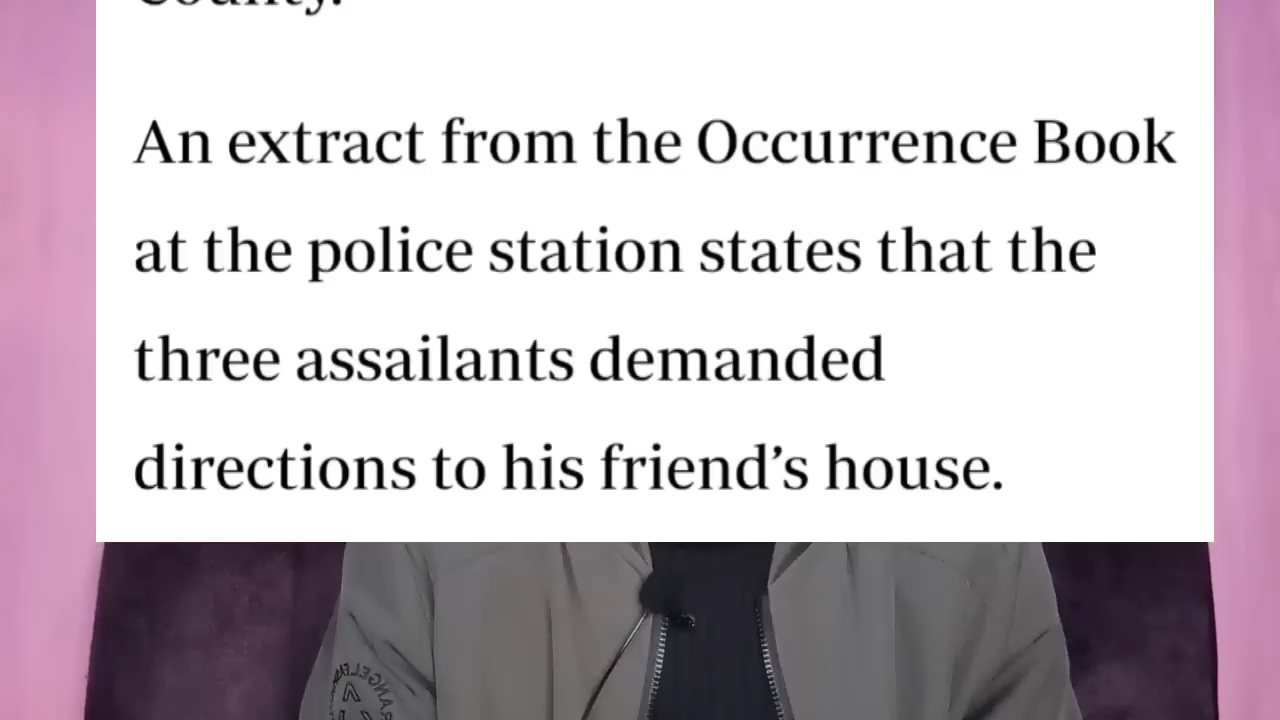 County.
An extract from the Occurrence Book
at the police station states that the
three assailants demanded
directions to his friend’s house.